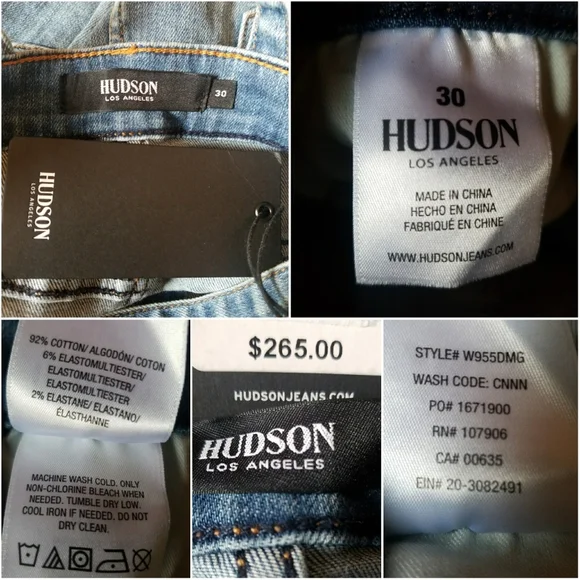 HUDSON
LOS ANGELES
30
HUDSON
LOS ANGELES
30
HUDSON
LOS ANGELES
MADE IN CHINA
HECHO EN CHINA
FABRIQUÉ EN CHINE
WWW.HUDSONJEANS.COM
92% COTTON/ ALGODÓN/ COTON
6% ELASTOMULTIESTER/
ELASTOMULTIESTER/
ELASTOMULTIESTER
2% ELASTANE/ ELASTANO/
ÉLASTHANNE
MACHINE WASH COLD. ONLY
NON-CHLORINE BLEACH WHEN
NEEDED. TUMBLE DRY LOW.
COOL IRON IF NEEDED. DO NOT
DRY CLEAN.
$265.00
HUDSONJEANS.COM
HUDSON
LOS ANGELES
STYLE# W955DMG
WASH CODE: CNNN
PO# 1671900
RN# 107906
CA# 00635
EIN# 20-3082491